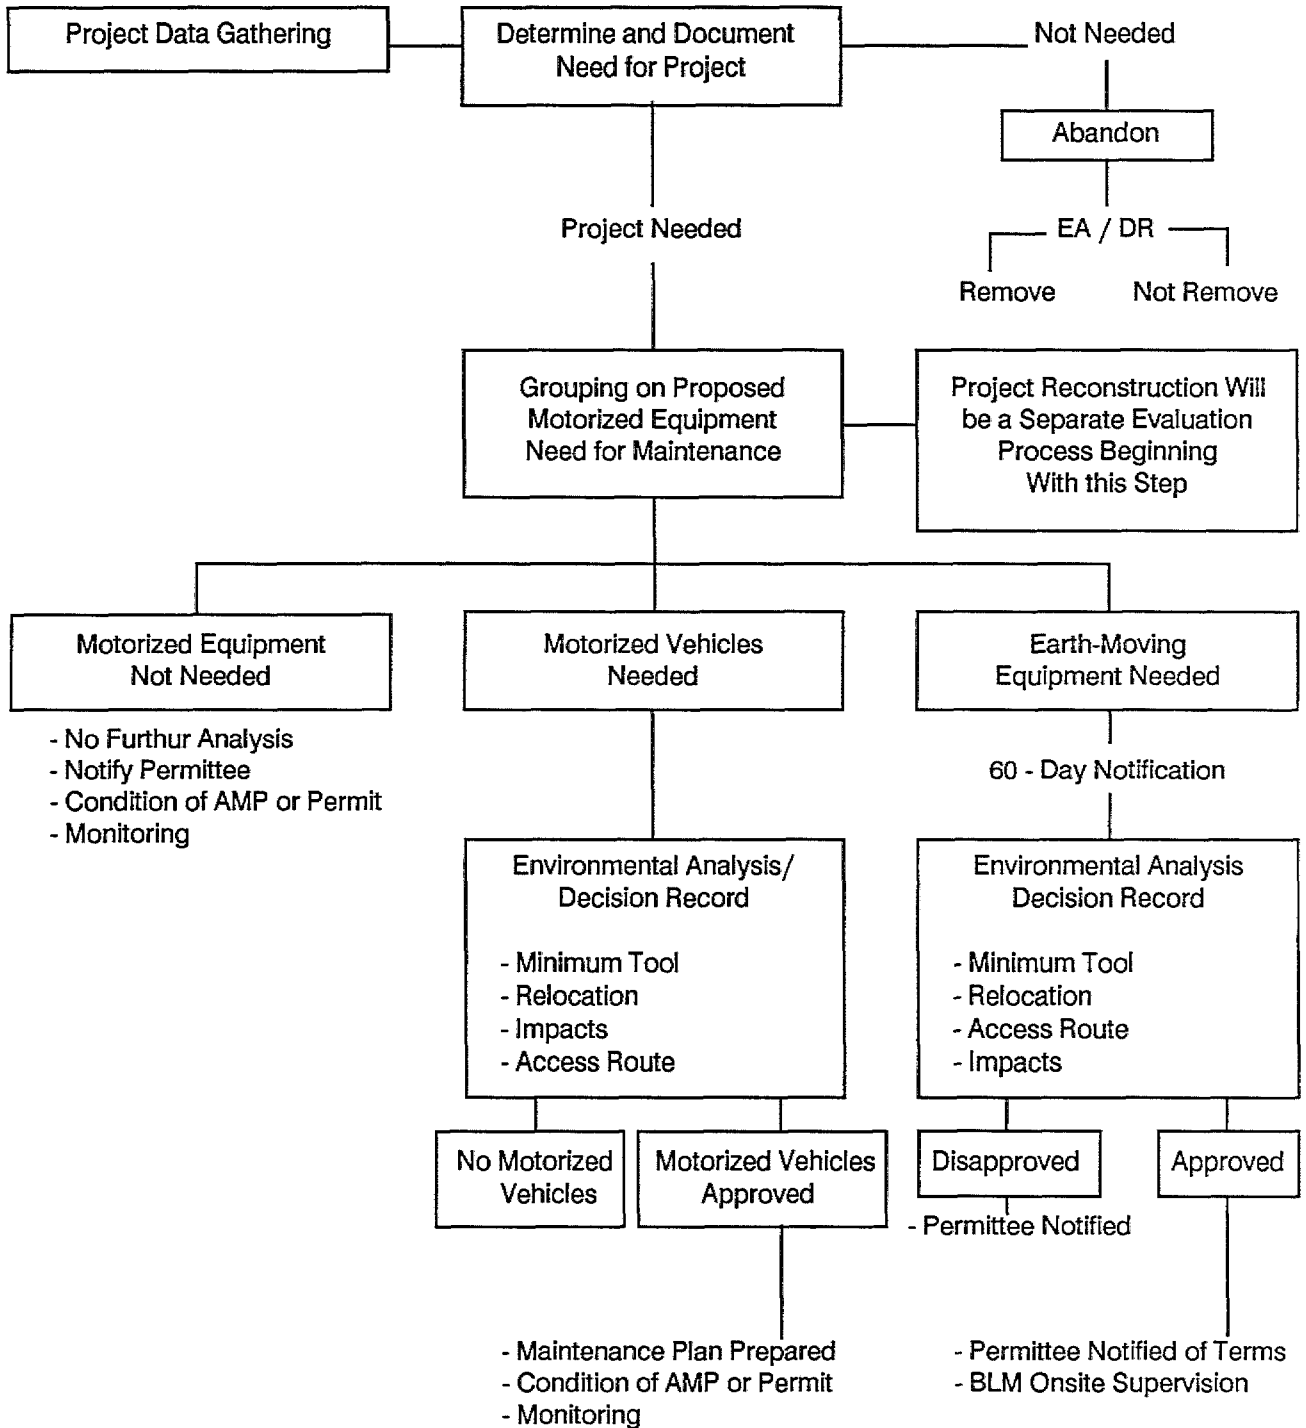 Project Data Gathering
Determine and Document
Need for Project
Not Needed
Abandon
EA / DR
Remove
Not Remove
Project Needed
Grouping on Proposed
Motorized Equipment
Need for Maintenance
Project Reconstruction Will
be a Separate Evaluation
Process Beginning
With this Step
Motorized Equipment
Not Needed
- No Furthur Analysis
- Notify Permittee
- Condition of AMP or Permit
- Monitoring
Motorized Vehicles
Needed
Earth-Moving
Equipment Needed
60 - Day Notification
Environmental Analysis/
Decision Record
- Minimum Tool
- Relocation
- Impacts
- Access Route
Environmental Analysis
Decision Record
- Minimum Tool
- Relocation
- Access Route
- Impacts
No Motorized
Vehicles
Motorized Vehicles
Approved
Disapproved
Approved
- Permittee Notified
- Maintenance Plan Prepared
- Condition of AMP or Permit
- Monitoring
- Permittee Notified of Terms
- BLM Onsite Supervision